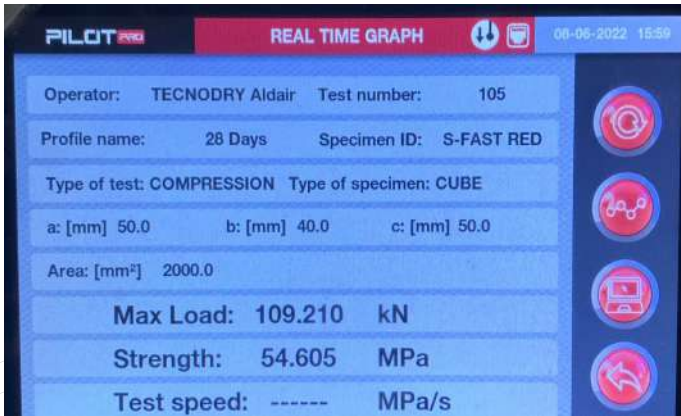 PILOT PRO REAL TIME GRAPH 08-06-2022 15:59
Operator: TECNODRY Aldair Test number: 105
Profile name: 28 Days Specimen ID: S-FAST RED
Type of test: COMPRESSION Type of specimen: CUBE
a: [mm] 50.0 b: [mm] 40.0 c: [mm] 50.0
Area: [mm²] 2000.0
Max Load: 109.210 kN
Strength: 54.605 MPa
Test speed: ------ MPa/s